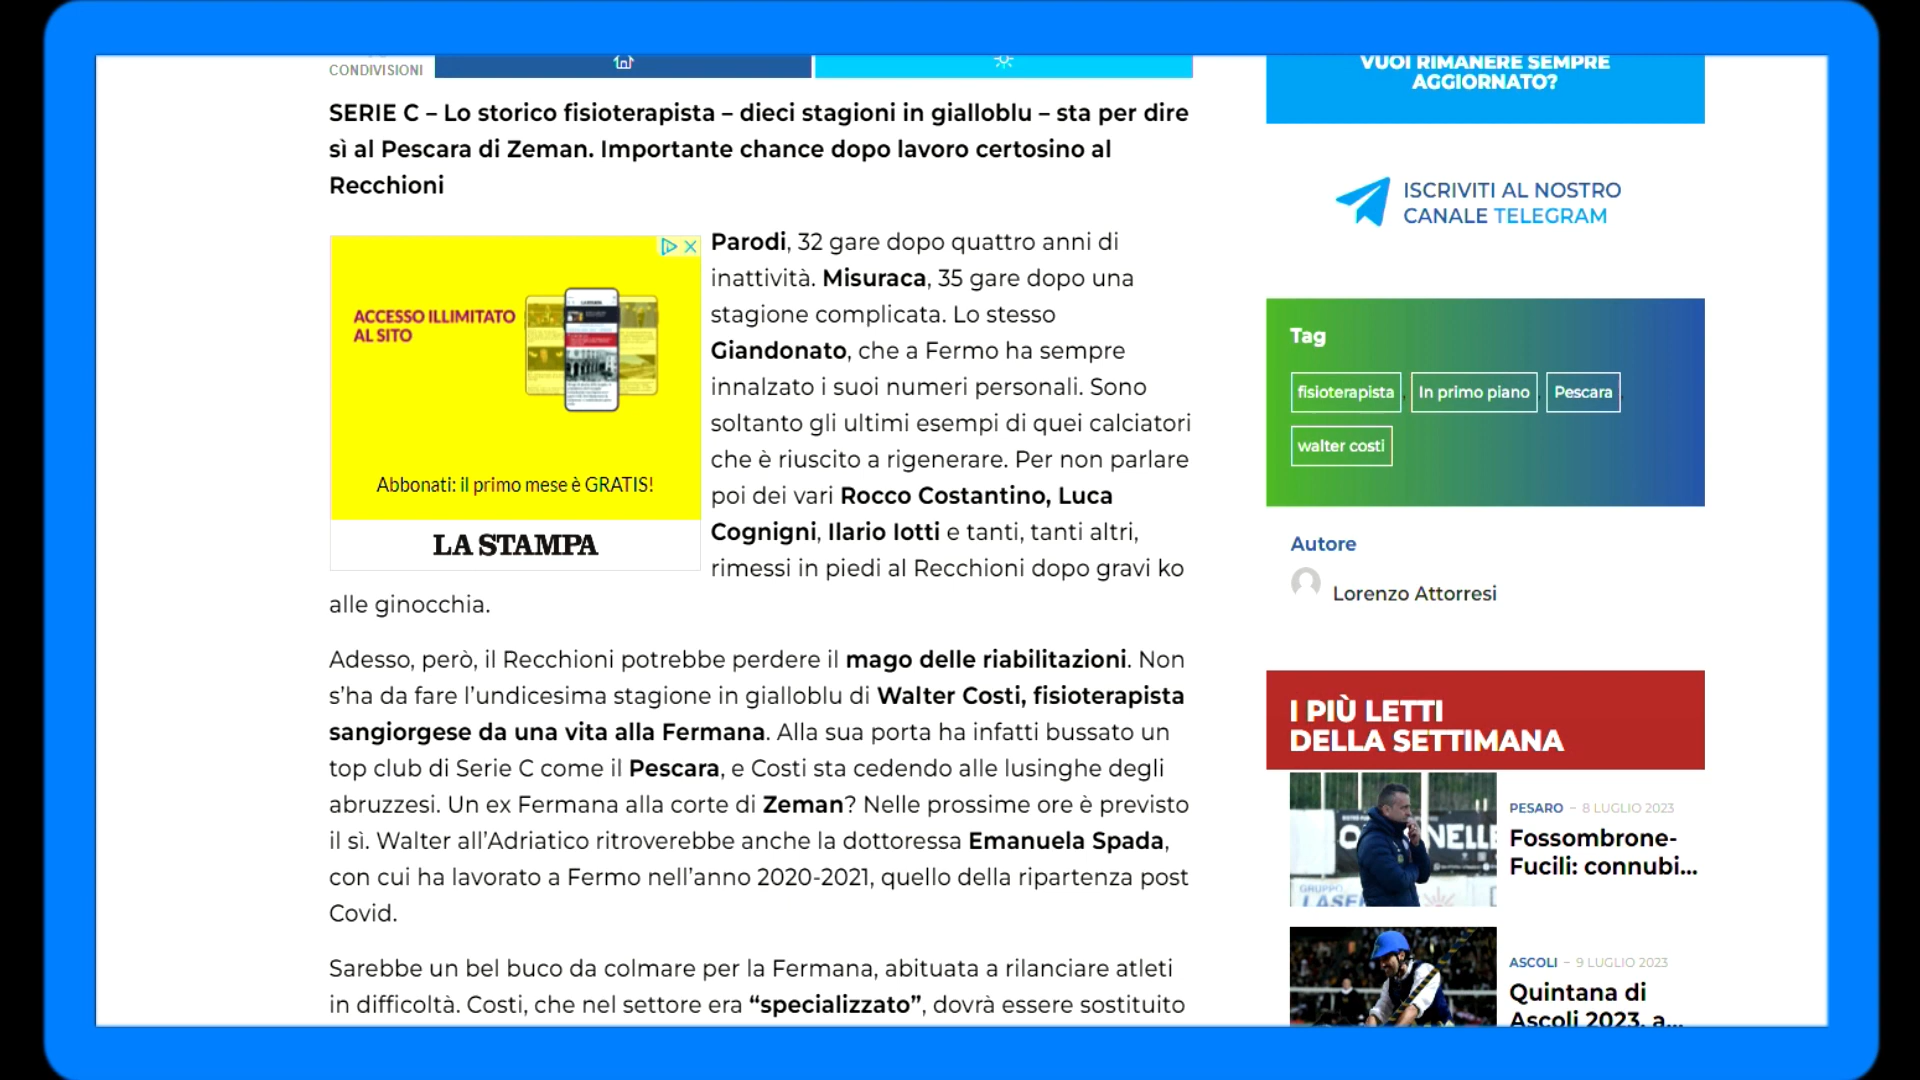 CONDIVISIONI
SERIE C – Lo storico fisioterapista – dieci stagioni in gialloblu – sta per dire
sì al Pescara di Zeman. Importante chance dopo lavoro certosino al
Recchioni
ACCESSO ILLIMITATO
AL SITO
Abbonati: il primo mese è GRATIS!
LA STAMPA
Parodi, 32 gare dopo quattro anni di
inattività. Misuraca, 35 gare dopo una
stagione complicata. Lo stesso
Giandonato, che a Fermo ha sempre
innalzato i suoi numeri personali. Sono
soltanto gli ultimi esempi di quei calciatori
che è riuscito a rigenerare. Per non parlare
poi dei vari Rocco Costantino, Luca
Cognigni, Ilario Iotti e tanti, tanti altri,
rimessi in piedi al Recchioni dopo gravi ko
alle ginocchia.
Adesso, però, il Recchioni potrebbe perdere il mago delle riabilitazioni. Non
s’ha da fare l’undicesima stagione in gialloblu di Walter Costi, fisioterapista
sangiorgese da una vita alla Fermana. Alla sua porta ha infatti bussato un
top club di Serie C come il Pescara, e Costi sta cedendo alle lusinghe degli
abruzzesi. Un ex Fermana alla corte di Zeman? Nelle prossime ore è previsto
il sì. Walter all’Adriatico ritroverebbe anche la dottoressa Emanuela Spada,
con cui ha lavorato a Fermo nell’anno 2020-2021, quello della ripartenza post
Covid.
Sarebbe un bel buco da colmare per la Fermana, abituata a rilanciare atleti
in difficoltà. Costi, che nel settore era “specializzato”, dovrà essere sostituito
VUOI RIMANERE SEMPRE
AGGIORNATO?
ISCRIVITI AL NOSTRO
CANALE TELEGRAM
Tag
fisioterapista, In primo piano, Pescara,
walter costi
Autore
Lorenzo Attorresi
I PIÙ LETTI
DELLA SETTIMANA
PESARO – 8 LUGLIO 2023
Fossombrone-
Fucili: connubi...
ASCOLI – 9 LUGLIO 2023
Quintana di
Ascoli 2023, a...